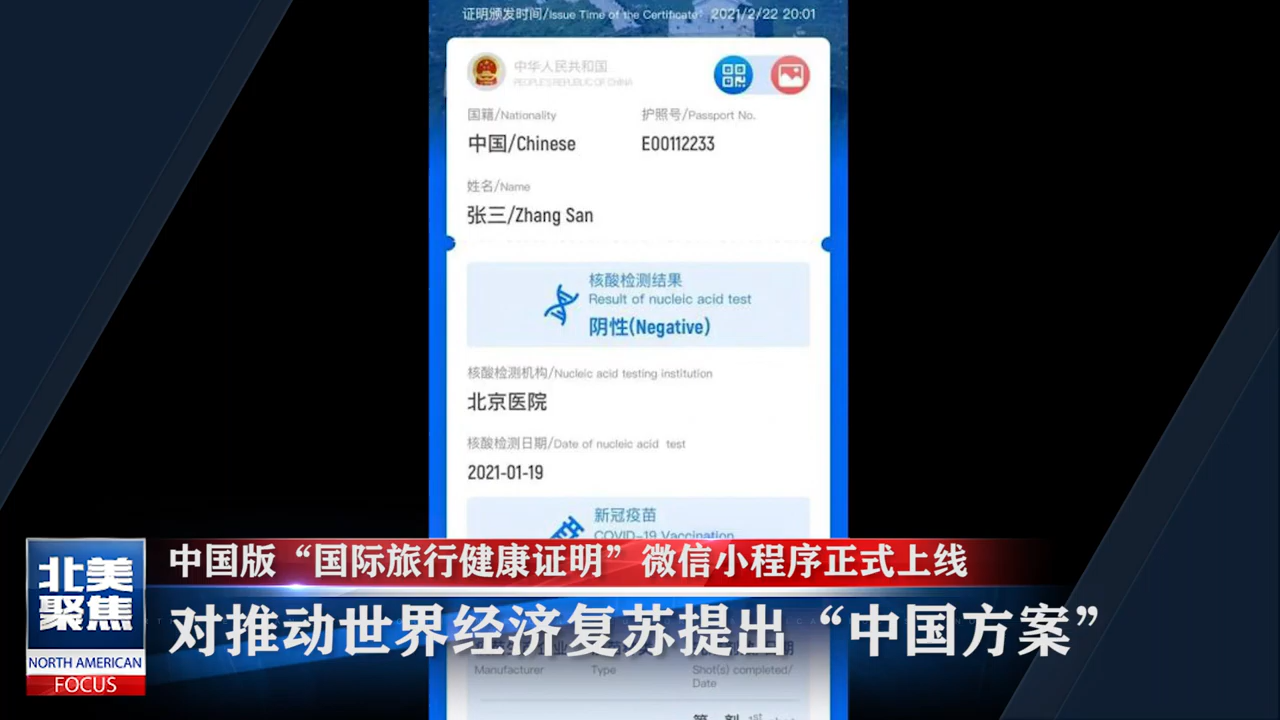 证明颁发时间/Issue Time of the Certificate: 2021/2/22 20:01
中华人民共和国
PEOPLE'S REPUBLIC OF CHINA
国籍/Nationality 护照号/Passport No.
中国/Chinese E00112233
姓名/Name
张三/Zhang San
核酸检测结果
Result of nucleic acid test
阴性(Negative)
核酸检测机构/Nucleic acid testing institution
北京医院
核酸检测日期/Date of nucleic acid test
2021-01-19
新冠疫苗
COVID-19 Vaccination
中国版“国际旅行健康证明”微信小程序正式上线
对推动世界经济复苏提出“中国方案”
北美
聚焦
NORTH AMERICAN
FOCUS
Manufacturer Type Shot(s) completed/
Date